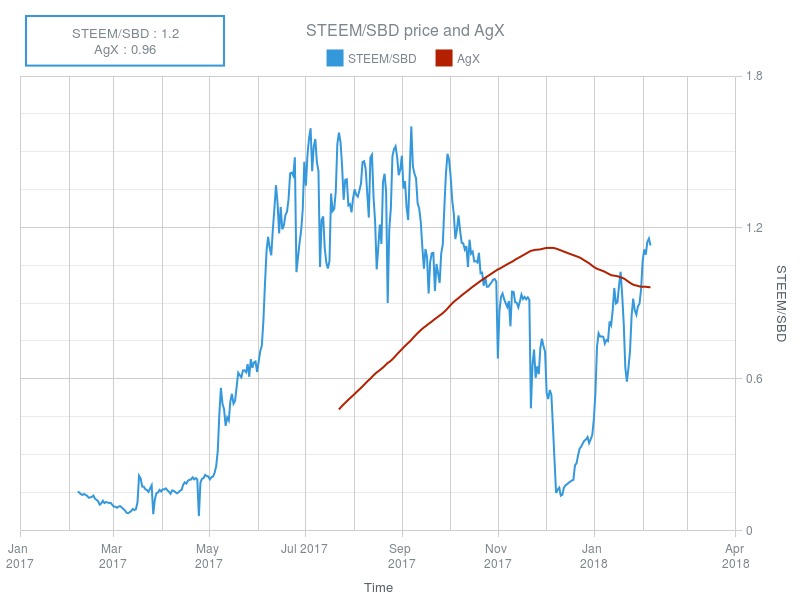 STEEM/SBD : 1.2
AgX : 0.96
STEEM/SBD price and AgX
STEEM/SBD AgX
1.8
1.2
0.6
0
STEEM/SBD
Jan Mar May Jul 2017 Sep Nov Jan Apr
2017 2017 2017 2017 2017 2018 2018
Time